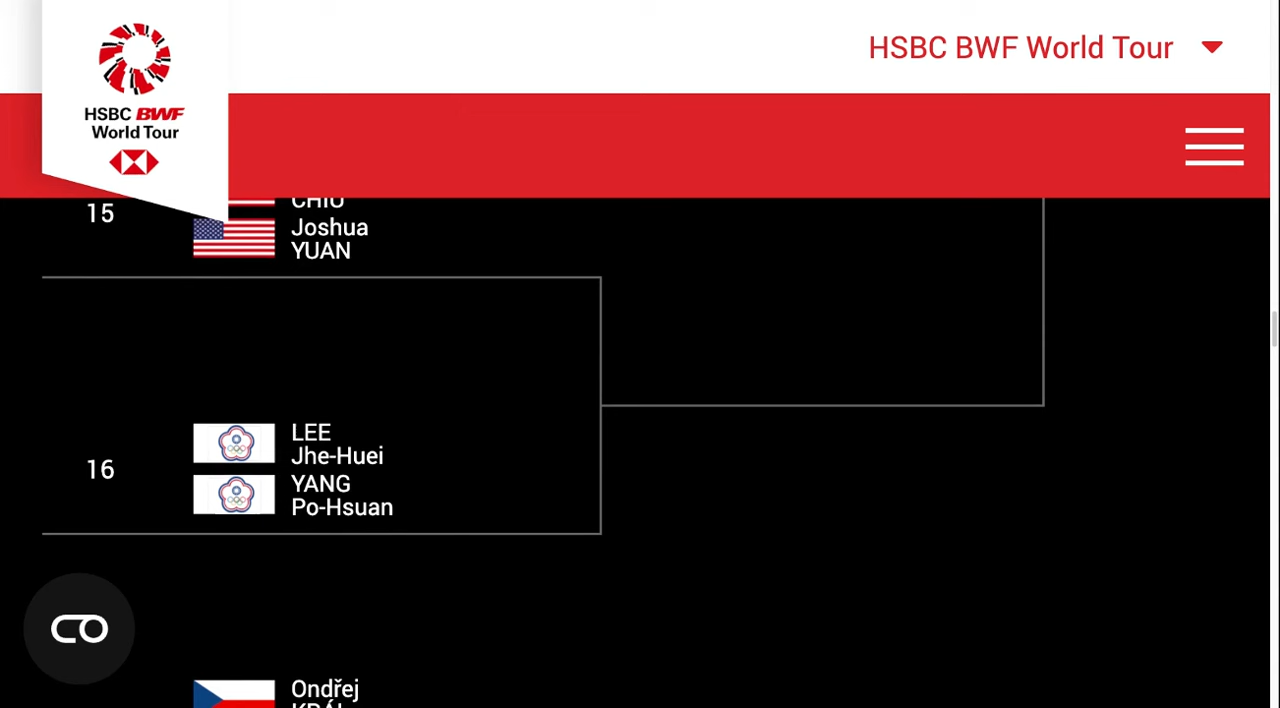 HSBC BWF World Tour
HSBC BWF
World Tour
15
CHIU
Joshua
YUAN
16
LEE
Jhe-Huei
YANG
Po-Hsuan
Ondřej